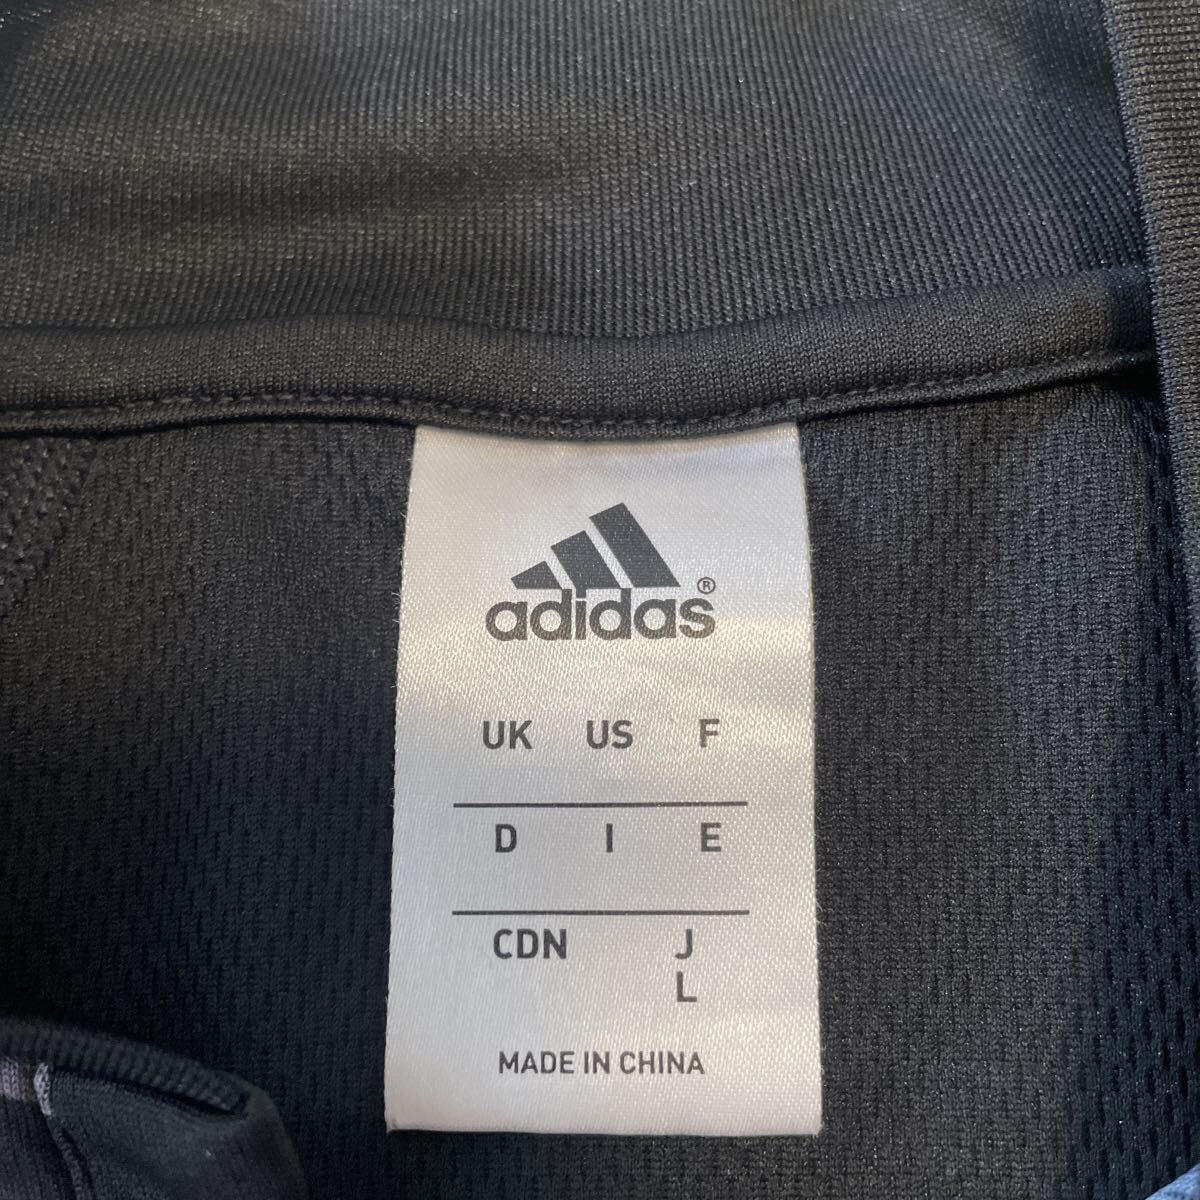 adidas®
UK US F
D I E
CDN J
L
MADE IN CHINA